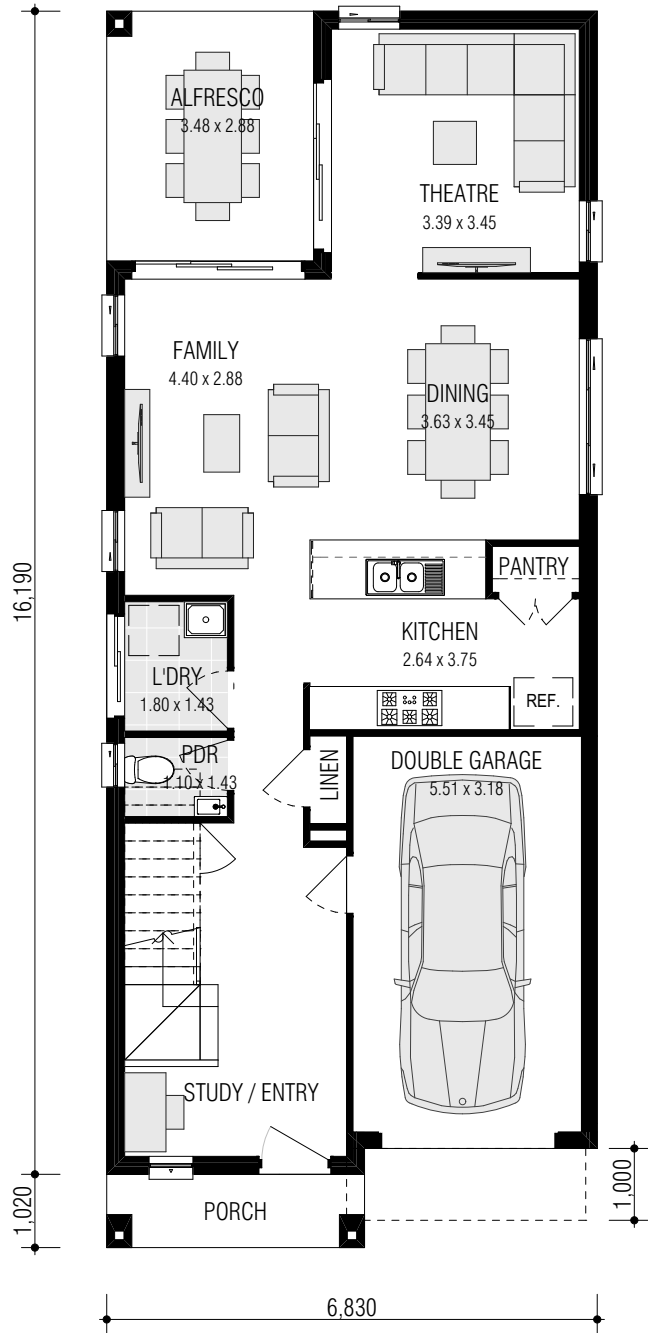 ALFRESCO
3.48 x 2.88
THEATRE
3.39 x 3.45
FAMILY
4.40 x 2.88
DINING
3.63 x 3.45
16,190
PANTRY
KITCHEN
2.64 x 3.75
REF.
L'DRY
1.80 x 1.43
PDR
1.10 x 1.43
LINEN
DOUBLE GARAGE
5.51 x 3.18
STUDY / ENTRY
PORCH
1,020
1,000
6,830